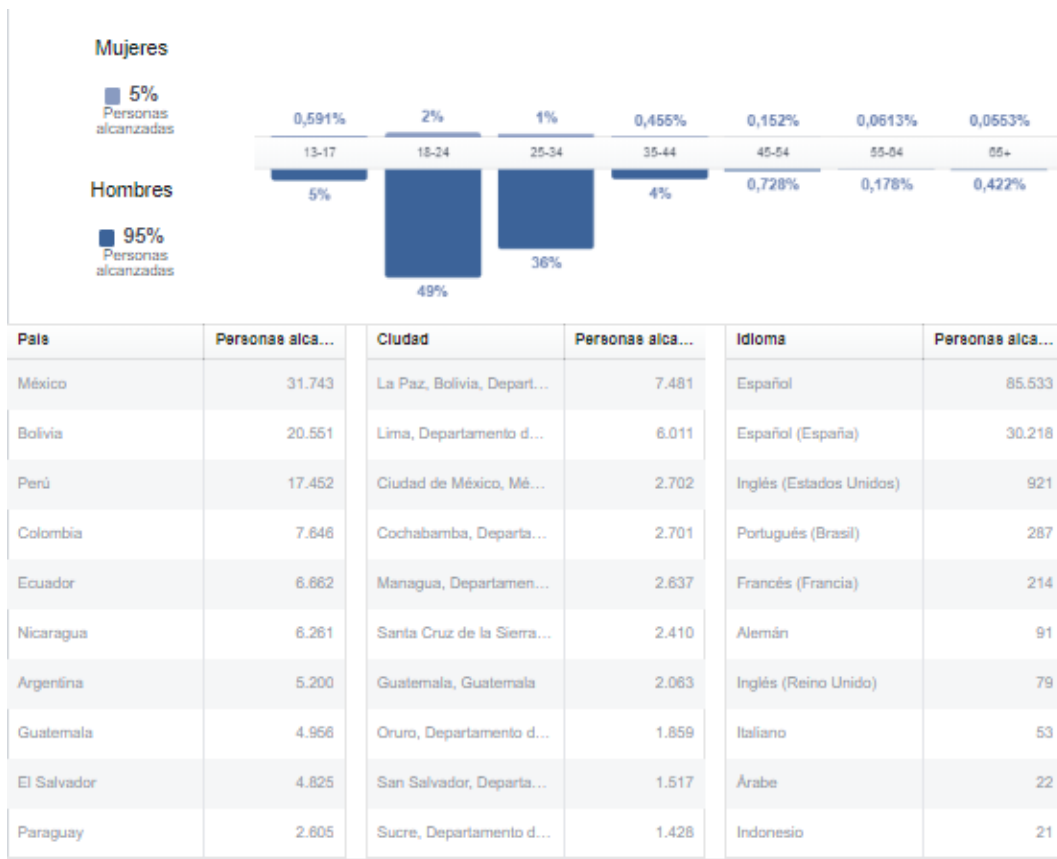 Mujeres
5%
Personas
alcanzadas
0,591% 2% 1% 0,455% 0,152% 0,0613% 0,0553%
13-17 18-24 25-34 35-44 45-54 55-64 65+
5% 49% 36% 4% 0,728% 0,178% 0,422%
Hombres
95%
Personas
alcanzadas
País Personas alca... Ciudad Personas alca... Idioma Personas alca...
México 31.743 La Paz, Bolivia, Depart... 7.481 Español 85.533
Bolivia 20.551 Lima, Departamento d... 6.011 Español (España) 30.218
Perú 17.452 Ciudad de México, Mé... 2.702 Inglés (Estados Unidos) 921
Colombia 7.646 Cochabamba, Departa... 2.701 Portugués (Brasil) 287
Ecuador 6.662 Managua, Departamen... 2.637 Francés (Francia) 214
Nicaragua 6.261 Santa Cruz de la Sierra... 2.410 Alemán 91
Argentina 5.200 Guatemala, Guatemala 2.063 Inglés (Reino Unido) 79
Guatemala 4.956 Oruro, Departamento d... 1.859 Italiano 53
El Salvador 4.825 San Salvador, Departa... 1.517 Árabe 22
Paraguay 2.605 Sucre, Departamento d... 1.428 Indonesio 21